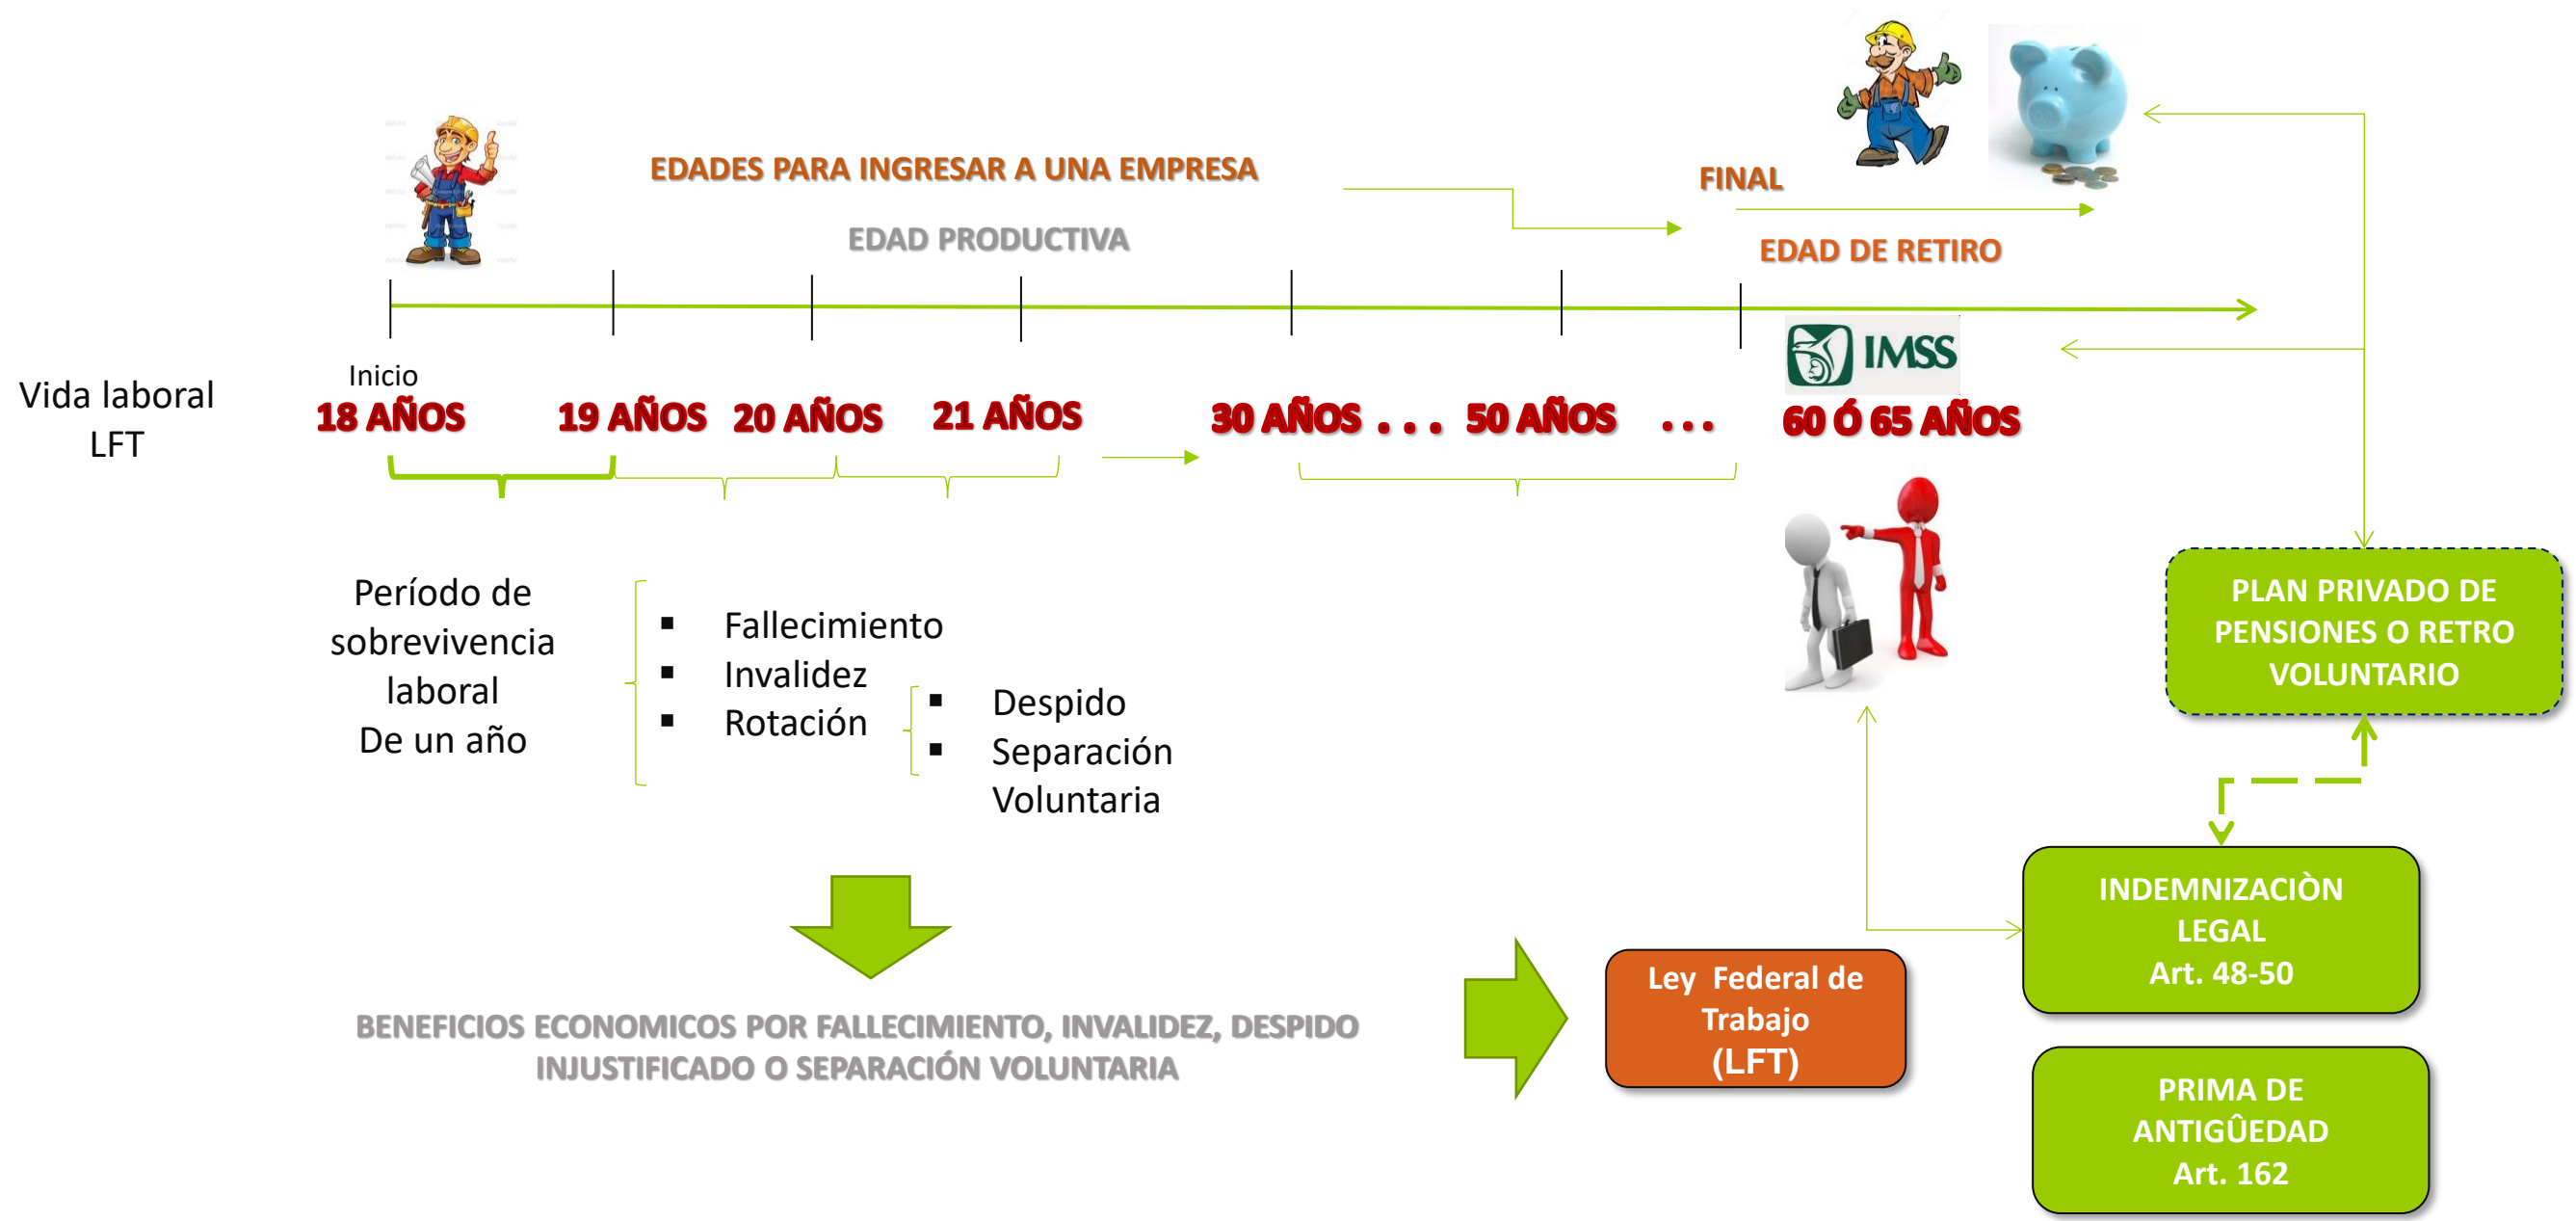 EDADES PARA INGRESAR A UNA EMPRESA
EDAD PRODUCTIVA
FINAL
EDAD DE RETIRO
IMSS
Vida laboral
LFT
Inicio
18 AÑOS
19 AÑOS
20 AÑOS
21 AÑOS
30 AÑOS . . .
50 AÑOS
. . .
60 Ó 65 AÑOS
Período de
sobrevivencia
laboral
De un año
▪ Fallecimiento
▪ Invalidez
▪ Rotación
▪ Despido
▪ Separación
Voluntaria
PLAN PRIVADO DE
PENSIONES O RETRO
VOLUNTARIO
BENEFICIOS ECONOMICOS POR FALLECIMIENTO, INVALIDEZ, DESPIDO
INJUSTIFICADO O SEPARACIÓN VOLUNTARIA
Ley Federal de
Trabajo
(LFT)
INDEMNIZACIÒN
LEGAL
Art. 48-50
PRIMA DE
ANTIGÛEDAD
Art. 162